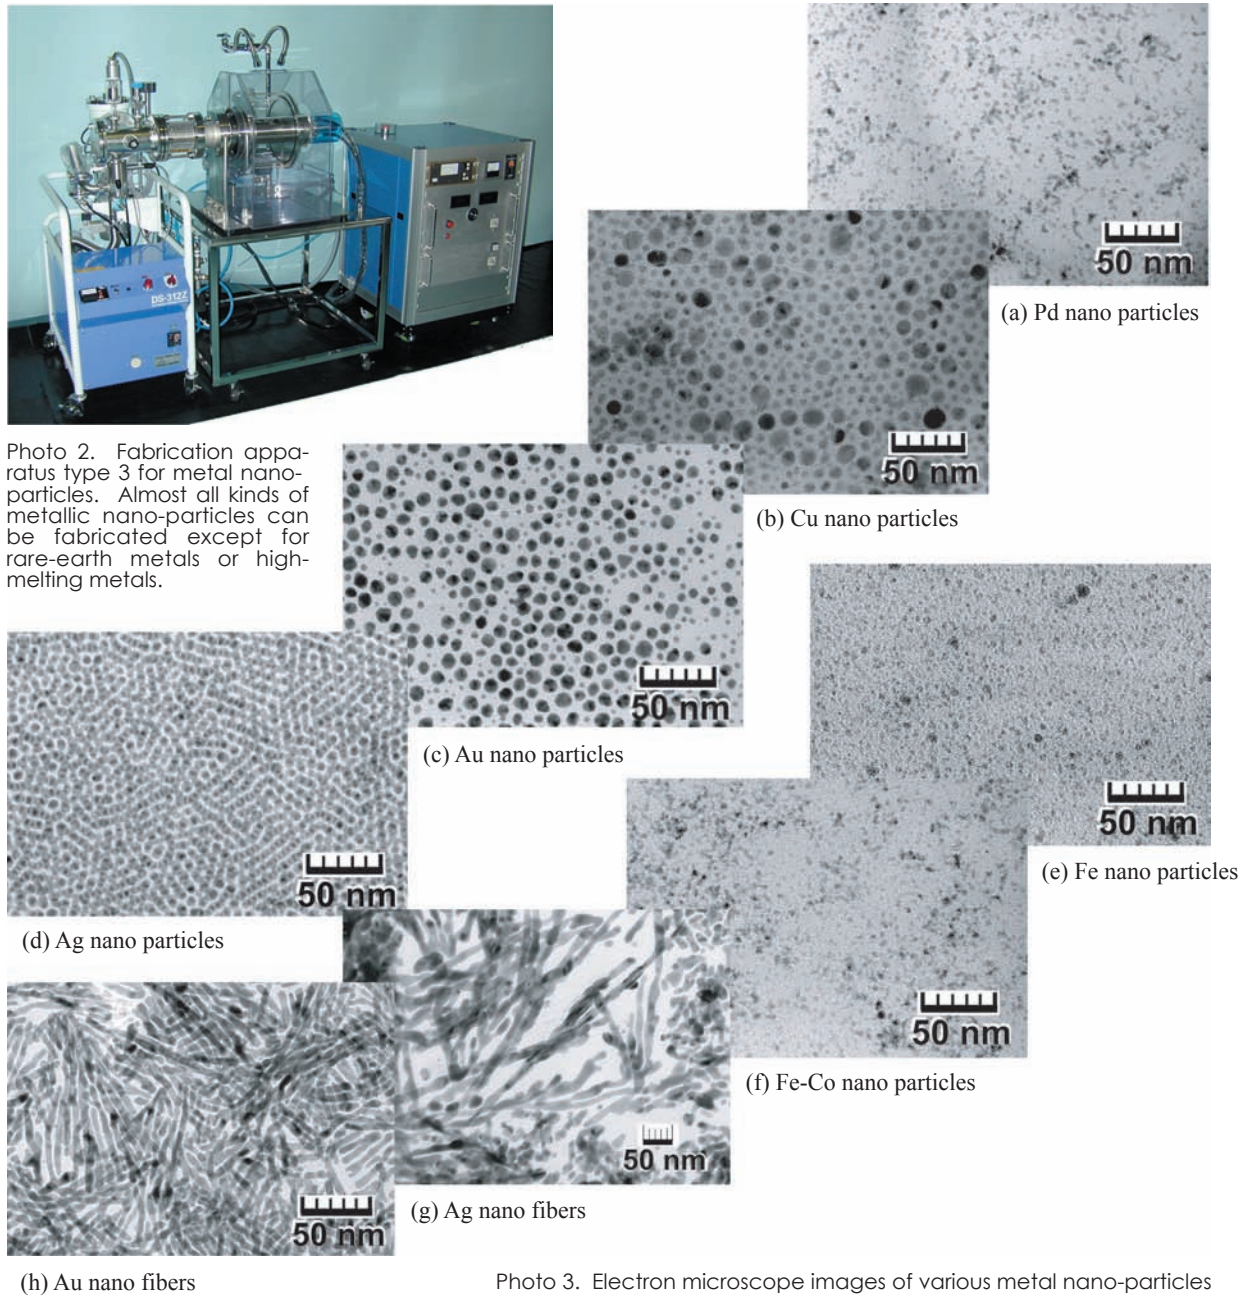 DS-312Z
50 nm
(a) Pd nano particles
50 nm
(b) Cu nano particles
Photo 2. Fabrication appa-
ratus type 3 for metal nano-
particles. Almost all kinds of
metallic nano-particles can
be fabricated except for
rare-earth metals or high-
melting metals.
50 nm
(c) Au nano particles
50 nm
(d) Ag nano particles
50 nm
(e) Fe nano particles
50 nm
(f) Fe-Co nano particles
50 nm
(g) Ag nano fibers
50 nm
(h) Au nano fibers
Photo 3. Electron microscope images of various metal nano-particles